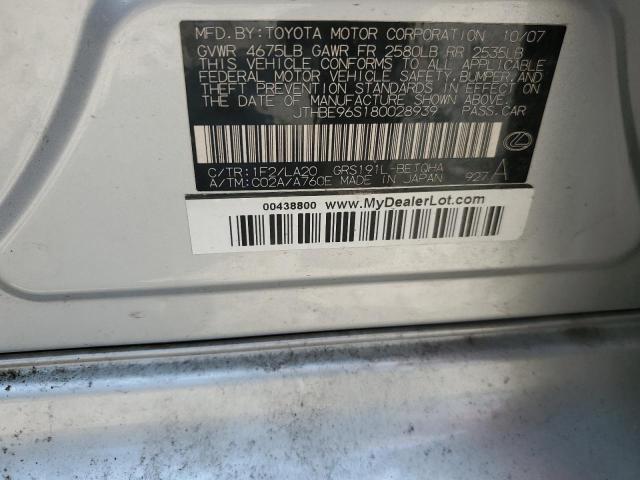 MFD. BY: TOYOTA MOTOR CORPORATION 10/07
GVWR 4675LB GAWR FR 2580LB RR 2535LB
THIS VEHICLE CONFORMS TO ALL APPLICABLE
FEDERAL MOTOR VEHICLE SAFETY, BUMPER, AND
THEFT PREVENTION STANDARDS IN EFFECT ON
THE DATE OF MANUFACTURE SHOWN ABOVE.
JTHBE96S180028939 PASS.CAR
C/TR: 1F2/LA20 GRS191L-BETQHA
A/TM: C02A/A760E MADE IN JAPAN 927 A
00438800 www.MyDealerLot.com